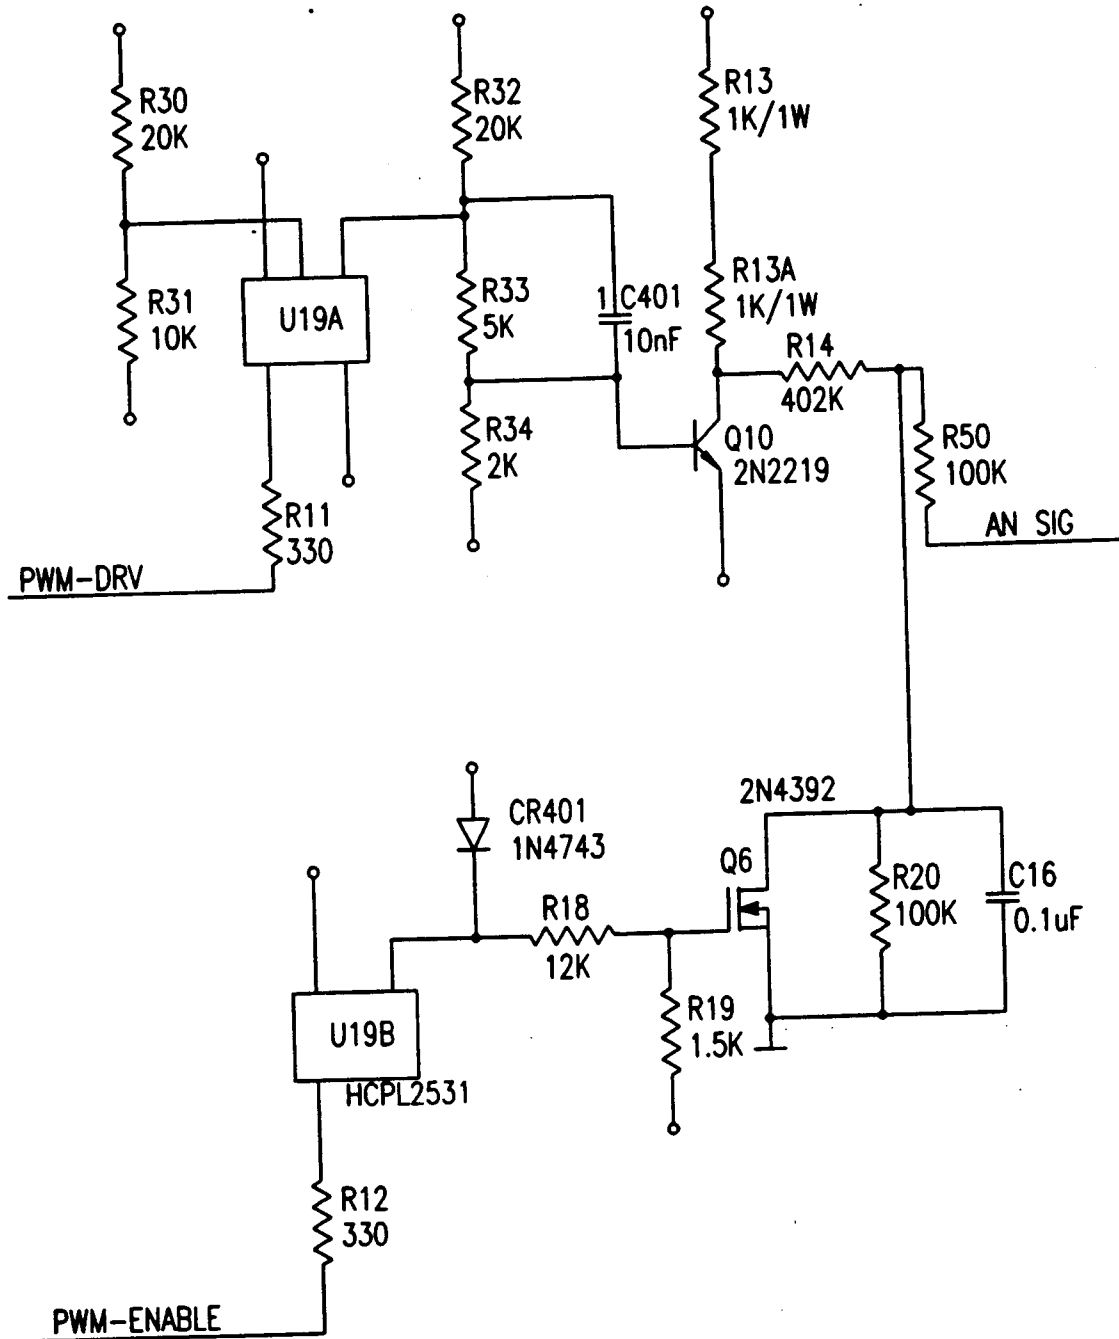 R30
20K
R32
20K
R13
1K/1W
R31
10K
U19A
R33
5K
1 C401
10nF
R13A
1K/1W
R14
402K
R34
2K
Q10
2N2219
R50
100K
R11
330
AN SIG
PWM-DRV
CR401
1N4743
2N4392
Q6
R18
12K
R20
100K
C16
0.1uF
R19
1.5K
U19B
HCPL2531
R12
330
PWM-ENABLE